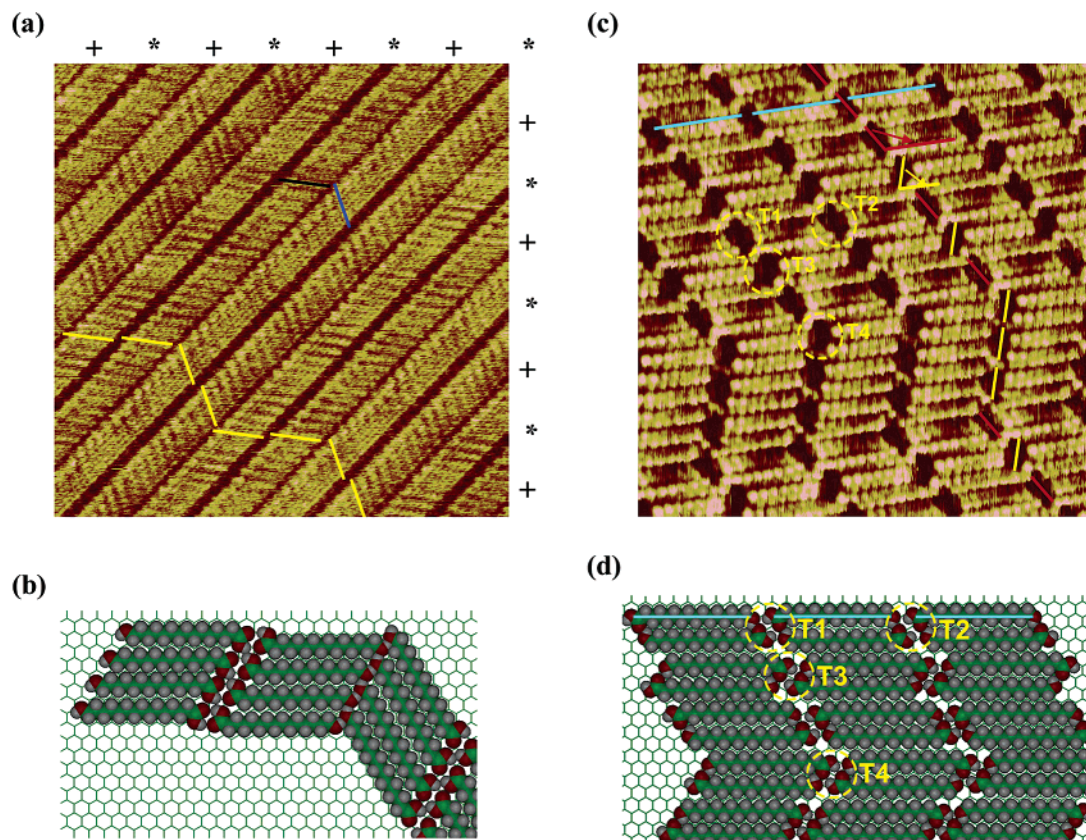 (a)
+ * + * + * + *
+
*
+
*
+
*
+
(c)
T1
T2
T3
T4
(b)
(d)
T1
T2
T3
T4